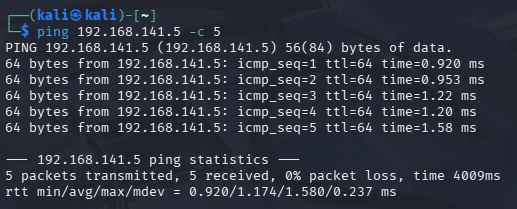 ┌──(kali㉿kali)-[~]
└─$ ping 192.168.141.5 -c 5
PING 192.168.141.5 (192.168.141.5) 56(84) bytes of data.
64 bytes from 192.168.141.5: icmp_seq=1 ttl=64 time=0.920 ms
64 bytes from 192.168.141.5: icmp_seq=2 ttl=64 time=0.953 ms
64 bytes from 192.168.141.5: icmp_seq=3 ttl=64 time=1.22 ms
64 bytes from 192.168.141.5: icmp_seq=4 ttl=64 time=1.20 ms
64 bytes from 192.168.141.5: icmp_seq=5 ttl=64 time=1.58 ms

--- 192.168.141.5 ping statistics ---
5 packets transmitted, 5 received, 0% packet loss, time 4009ms
rtt min/avg/max/mdev = 0.920/1.174/1.580/0.237 ms